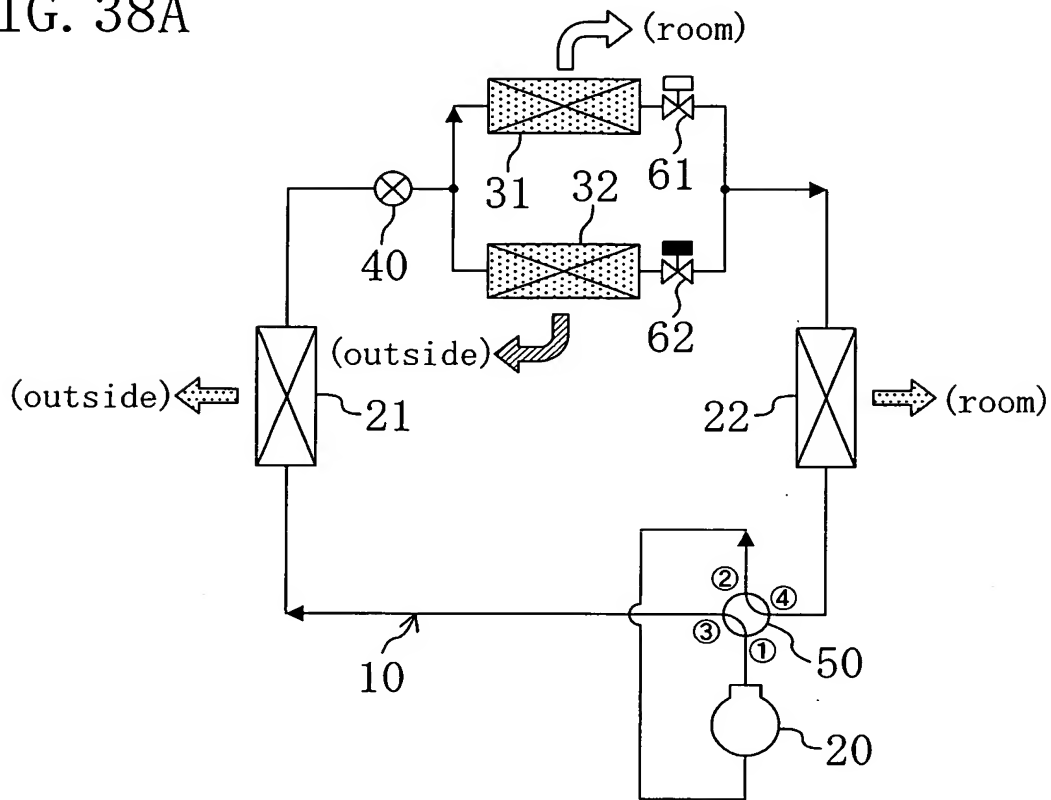 IG. 38A
(room)
31
61
32
40
62
(outside)
(outside)
21
22
(room)
②
④
③
①
50
10
20